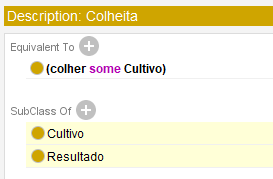 Description: Colheita
Equivalent To
(colher some Cultivo)
SubClass Of
Cultivo
Resultado